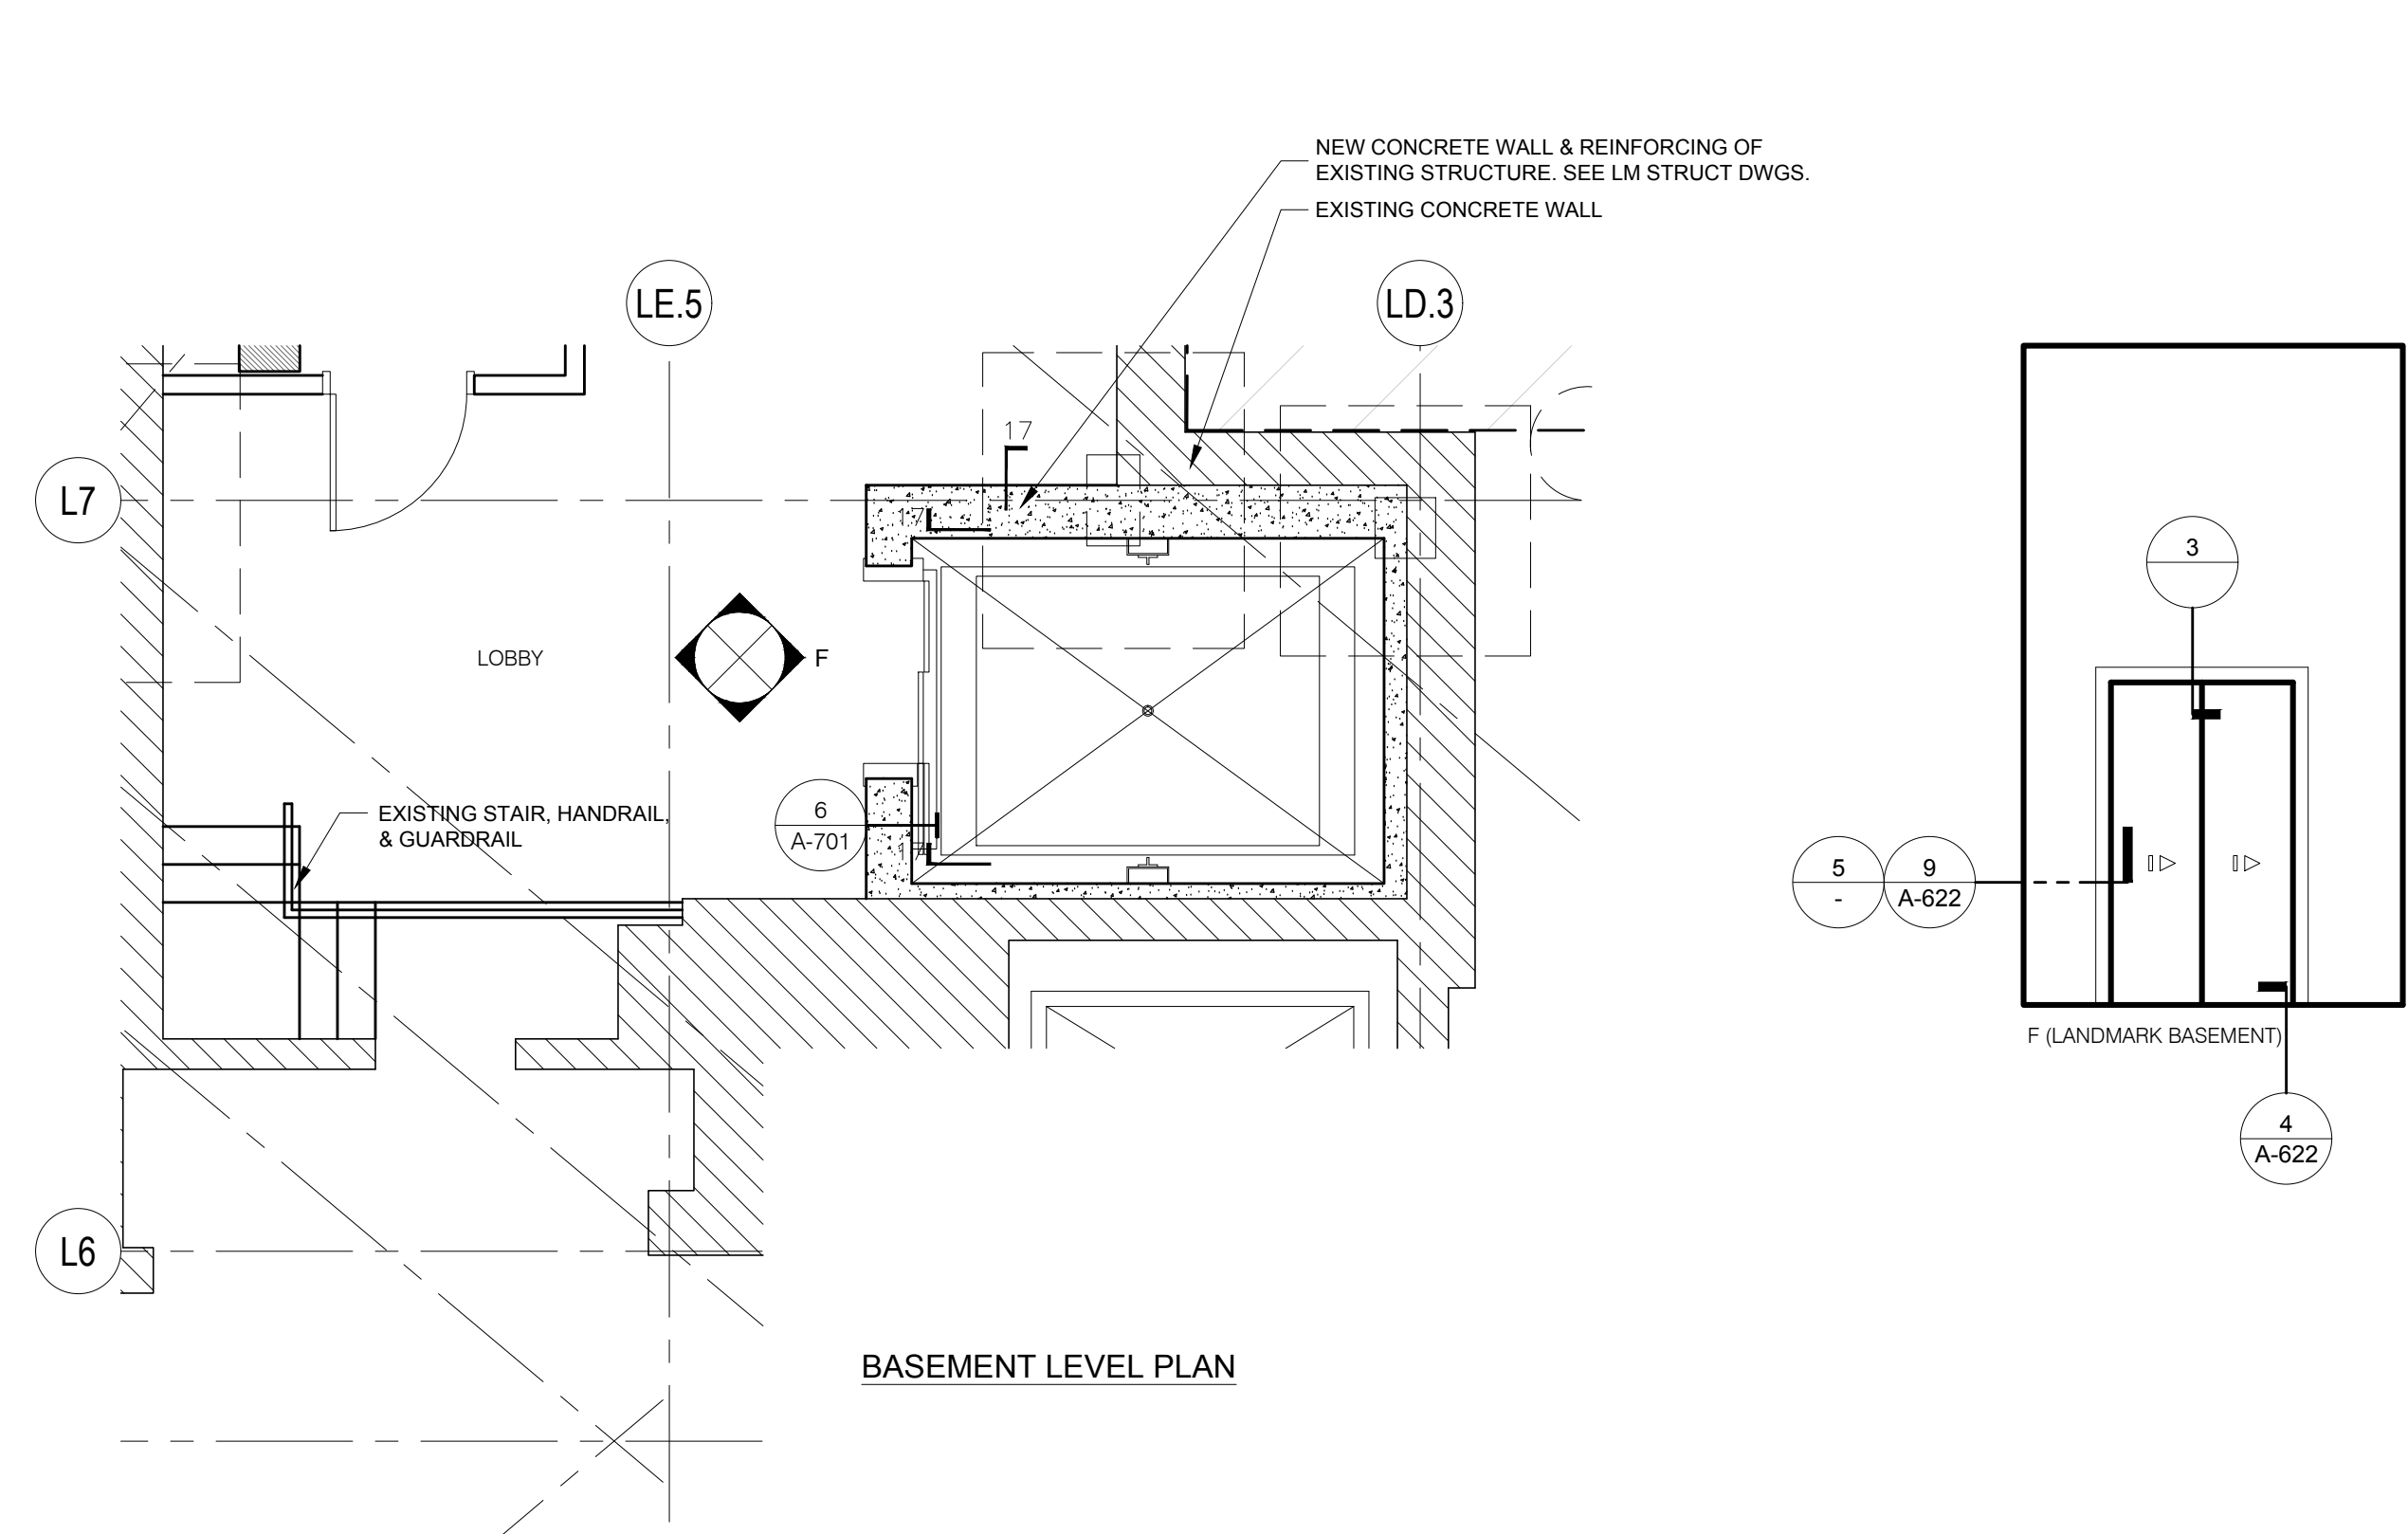 NEW CONCRETE WALL & REINFORCING OF
EXISTING STRUCTURE. SEE LM STRUCT DWGS.
EXISTING CONCRETE WALL
LE.5
LD.3
17
L7
17
3
LOBBY
F
EXISTING STAIR, HANDRAIL,
& GUARDRAIL
6
A-701
17
5
-
9
A-622
F (LANDMARK BASEMENT)
4
A-622
L6
BASEMENT LEVEL PLAN